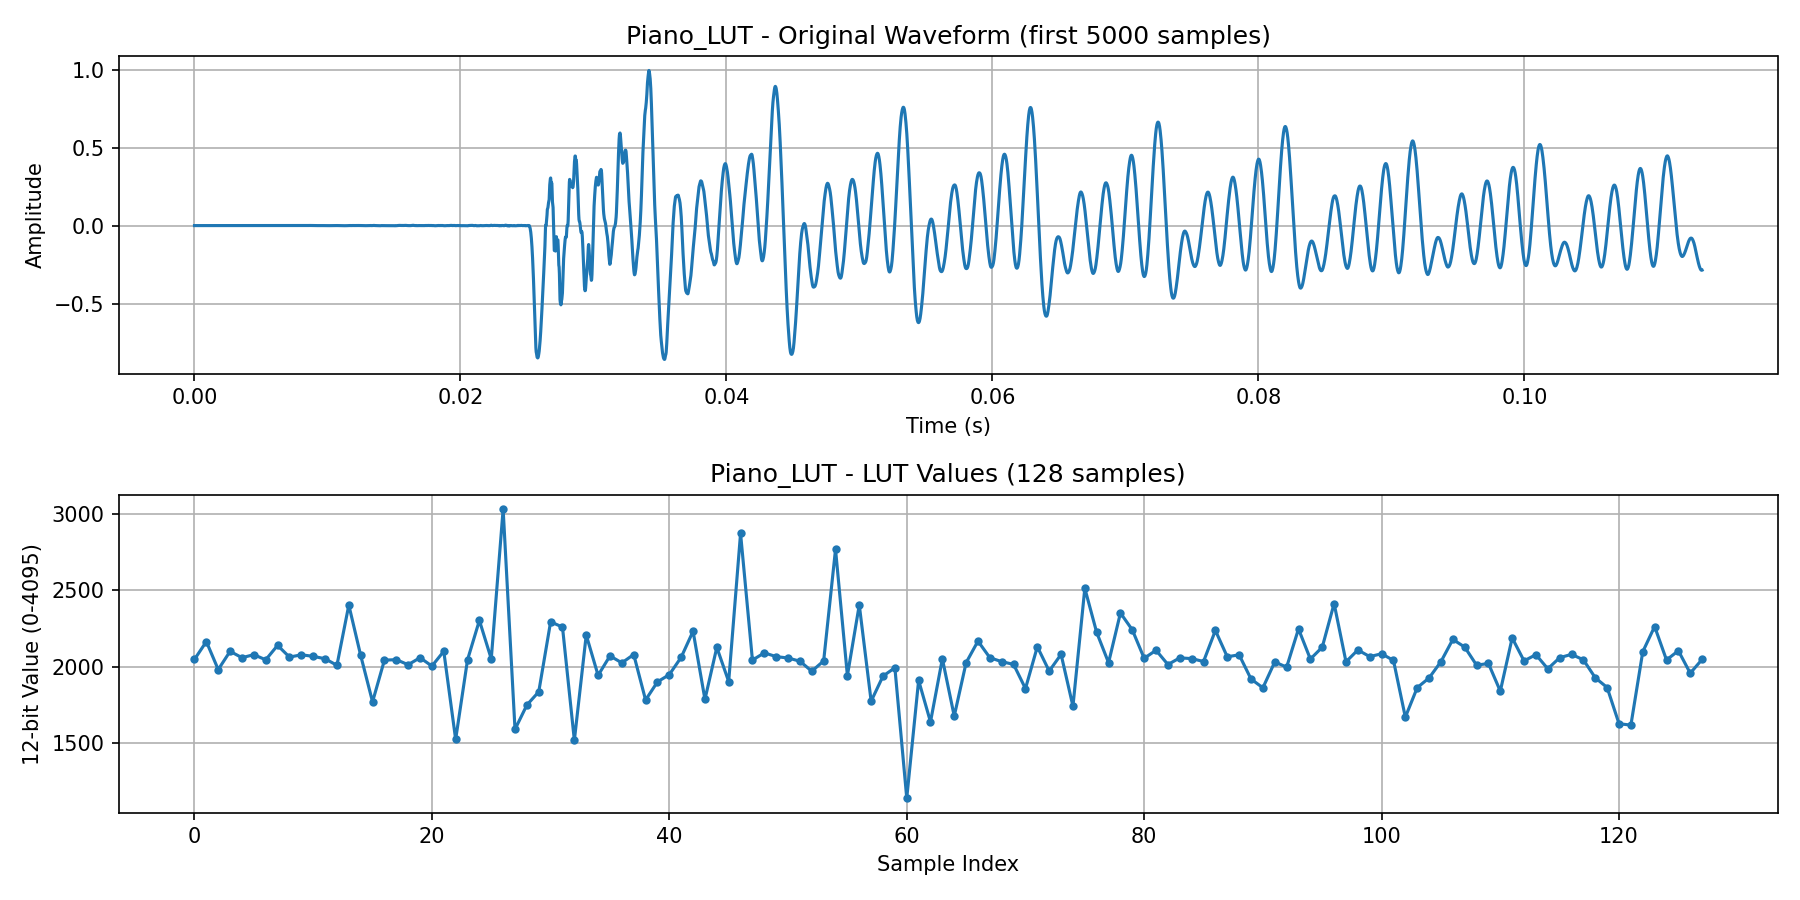 Piano_LUT - Original Waveform (first 5000 samples)
1.0
0.5
0.0
−0.5
Amplitude
0.00 0.02 0.04 0.06 0.08 0.10
Time (s)
Piano_LUT - LUT Values (128 samples)
3000
2500
2000
1500
12-bit Value (0-4095)
0 20 40 60 80 100 120
Sample Index